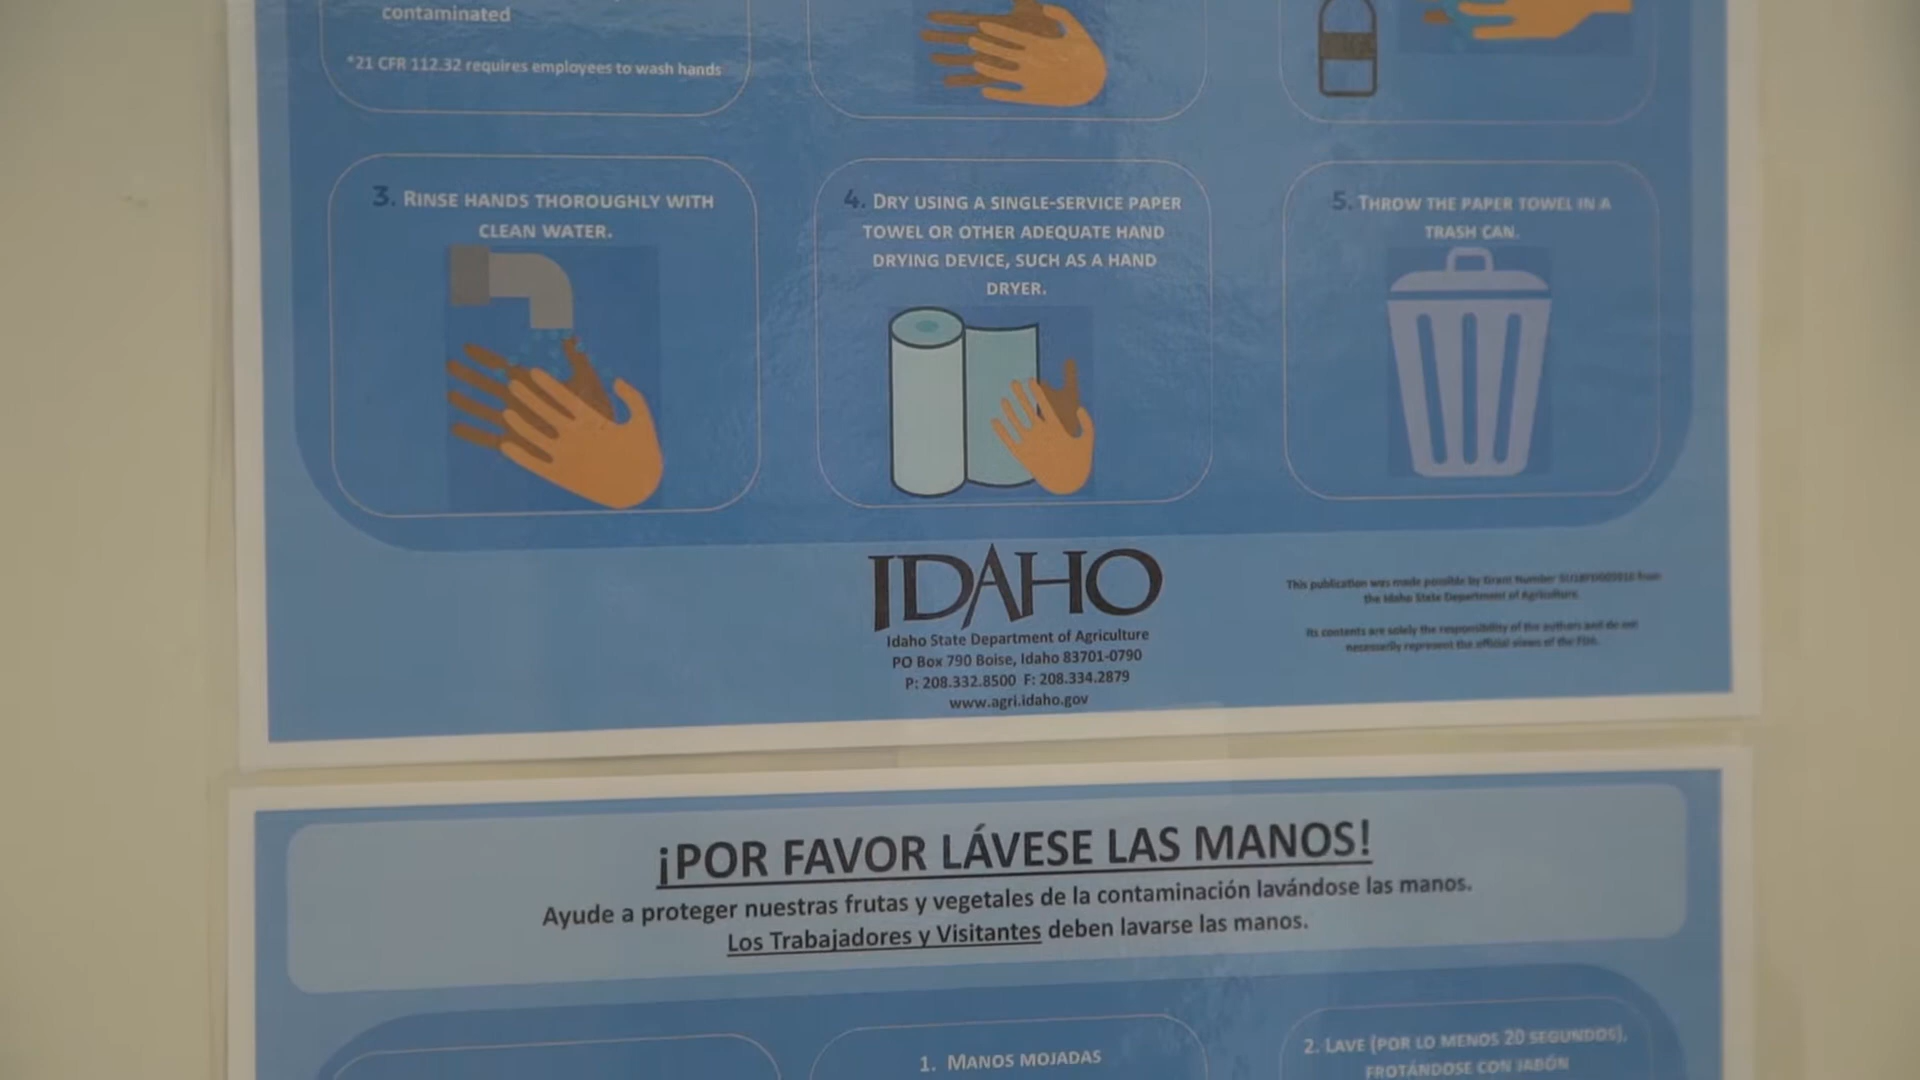 contaminated
*21 CFR 112.32 requires employees to wash hands
3. RINSE HANDS THOROUGHLY WITH
CLEAN WATER.
4. DRY USING A SINGLE-SERVICE PAPER
TOWEL OR OTHER ADEQUATE HAND
DRYING DEVICE, SUCH AS A HAND
DRYER.
5. THROW THE PAPER TOWEL IN A
TRASH CAN.
IDAHO
Idaho State Department of Agriculture
PO Box 790 Boise, Idaho 83701-0790
P: 208.332.8500 F: 208.334.2879
www.agri.idaho.gov
This publication was made possible by Grant Number from
the Idaho State Department of Agriculture.
Its contents are solely the responsibility of the authors and do not
necessarily represent the official views of the
¡POR FAVOR LÁVESE LAS MANOS!
Ayude a proteger nuestras frutas y vegetales de la contaminación lavándose las manos.
Los Trabajadores y Visitantes deben lavarse las manos.
1. MANOS MOJADAS
2. LAVE (POR LO MENOS 20 SEGUNDOS),
FROTÁNDOSE CON JABÓN